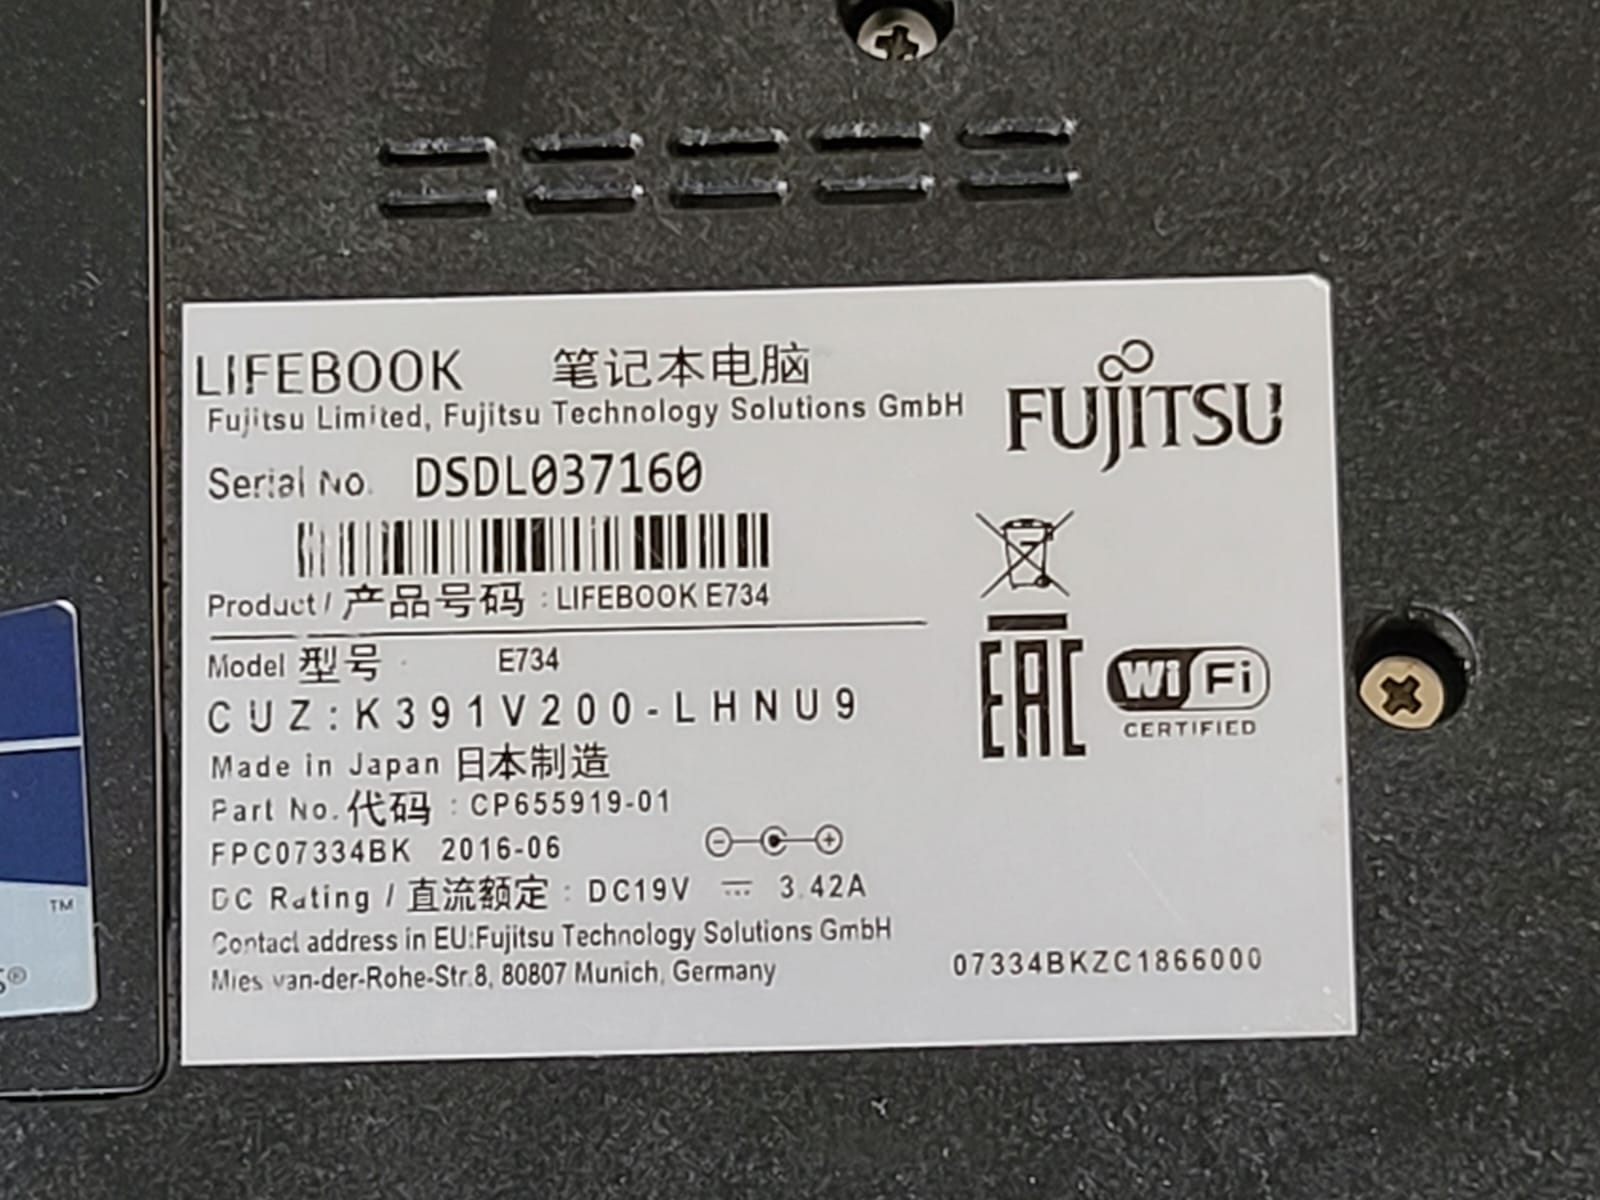 LIFEBOOK 笔记本电脑
Fujitsu Limited, Fujitsu Technology Solutions GmbH
FUJITSU
Serial No. DSDL037160
Product / 产品号码 : LIFEBOOK E734
Model 型号 E734
CUZ:K391V200-LHNU9
EAC
WiFi
CERTIFIED
Made in Japan 日本制造
Part No. 代码 : CP655919-01
FPC07334BK 2016-06
DC Rating / 直流额定 : DC19V ⎓ 3.42A
Contact address in EU:Fujitsu Technology Solutions GmbH
Mies van-der-Rohe-Str.8, 80807 Munich, Germany
07334BKZC1866000
TM